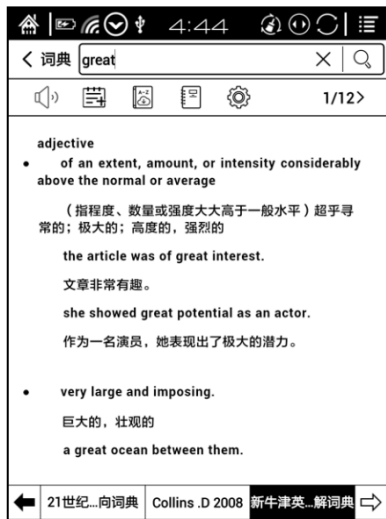 4:44
词典 great
1/12>
adjective
• of an extent, amount, or intensity considerably
above the normal or average
（指程度、数量或强度大大高于一般水平）超乎寻
常的；极大的；高度的，强烈的
the article was of great interest.
文章非常有趣。
she showed great potential as an actor.
作为一名演员，她表现出了极大的潜力。
• very large and imposing.
巨大的，壮观的
a great ocean between them.
21世纪...向词典 Collins .D 2008 新牛津英...解词典